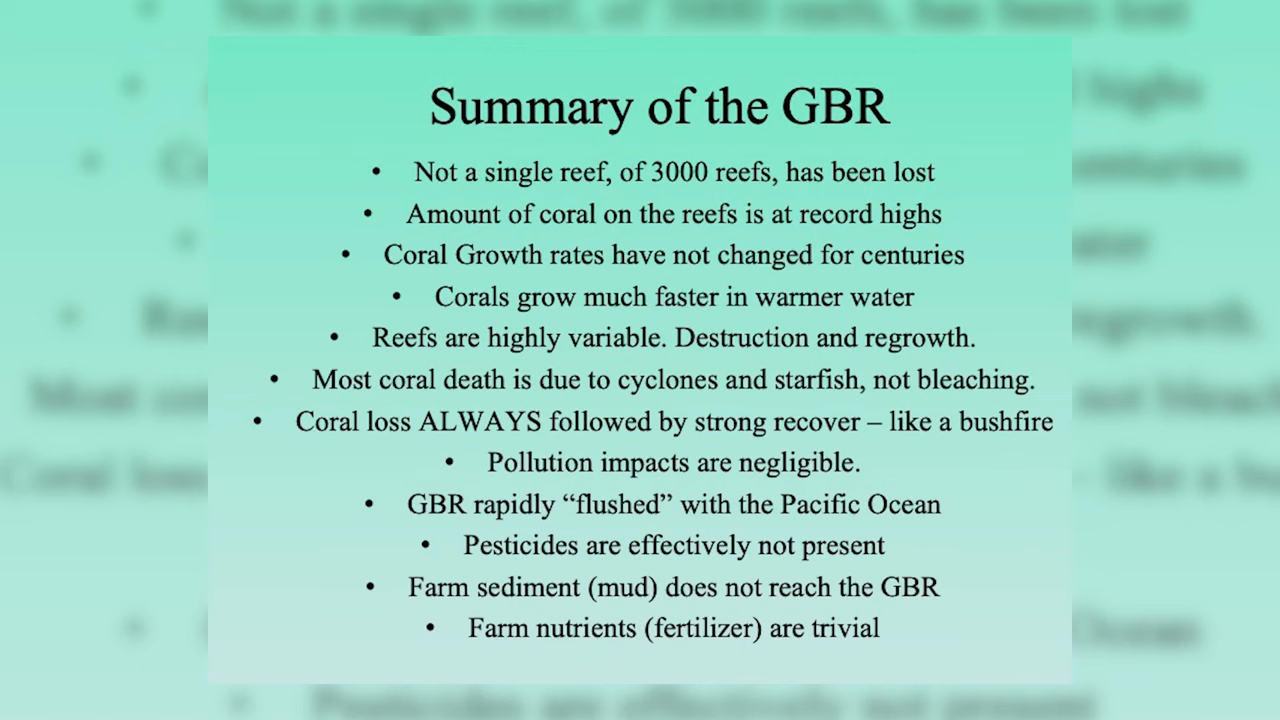 Summary of the GBR
• Not a single reef, of 3000 reefs, has been lost
• Amount of coral on the reefs is at record highs
• Coral Growth rates have not changed for centuries
• Corals grow much faster in warmer water
• Reefs are highly variable. Destruction and regrowth.
• Most coral death is due to cyclones and starfish, not bleaching.
• Coral loss ALWAYS followed by strong recover – like a bushfire
• Pollution impacts are negligible.
• GBR rapidly “flushed” with the Pacific Ocean
• Pesticides are effectively not present
• Farm sediment (mud) does not reach the GBR
• Farm nutrients (fertilizer) are trivial